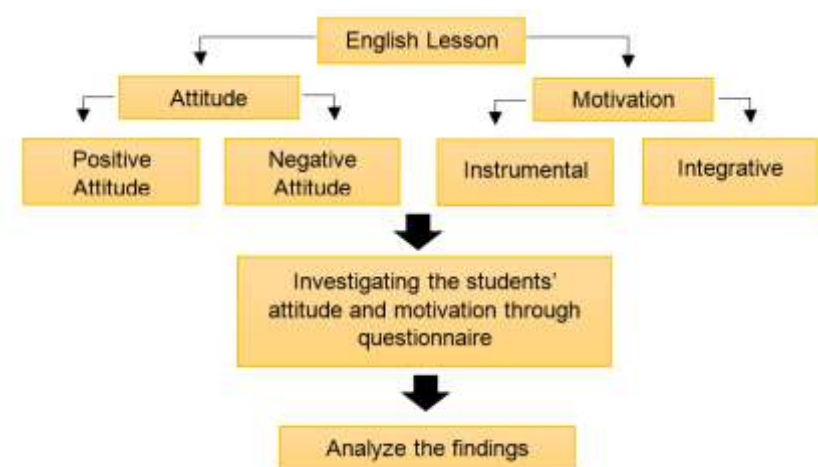 English Lesson
Attitude
Motivation
Positive
Attitude
Negative
Attitude
Instrumental
Integrative
Investigating the students'
attitude and motivation through
questionnaire
Analyze the findings